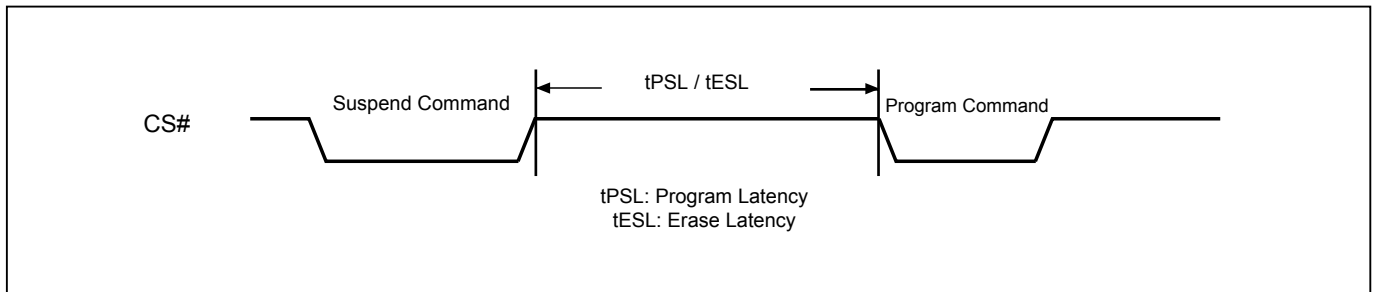 tPSL / tESL
Suspend Command
Program Command
CS#
tPSL: Program Latency
tESL: Erase Latency